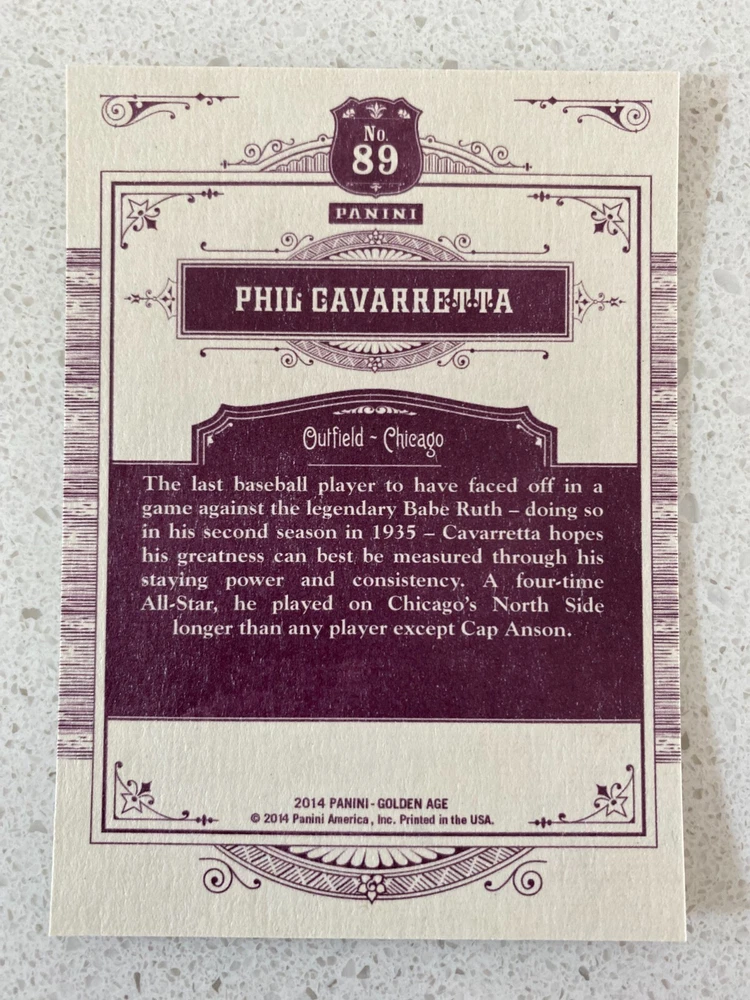 No.
89
PANINI
PHIL CAVARRETTA
Outfield ~ Chicago
The last baseball player to have faced off in a
game against the legendary Babe Ruth – doing so
in his second season in 1935 – Cavarretta hopes
his greatness can best be measured through his
staying power and consistency. A four-time
All-Star, he played on Chicago's North Side
longer than any player except Cap Anson.
2014 PANINI - GOLDEN AGE
© 2014 Panini America, Inc. Printed in the USA.